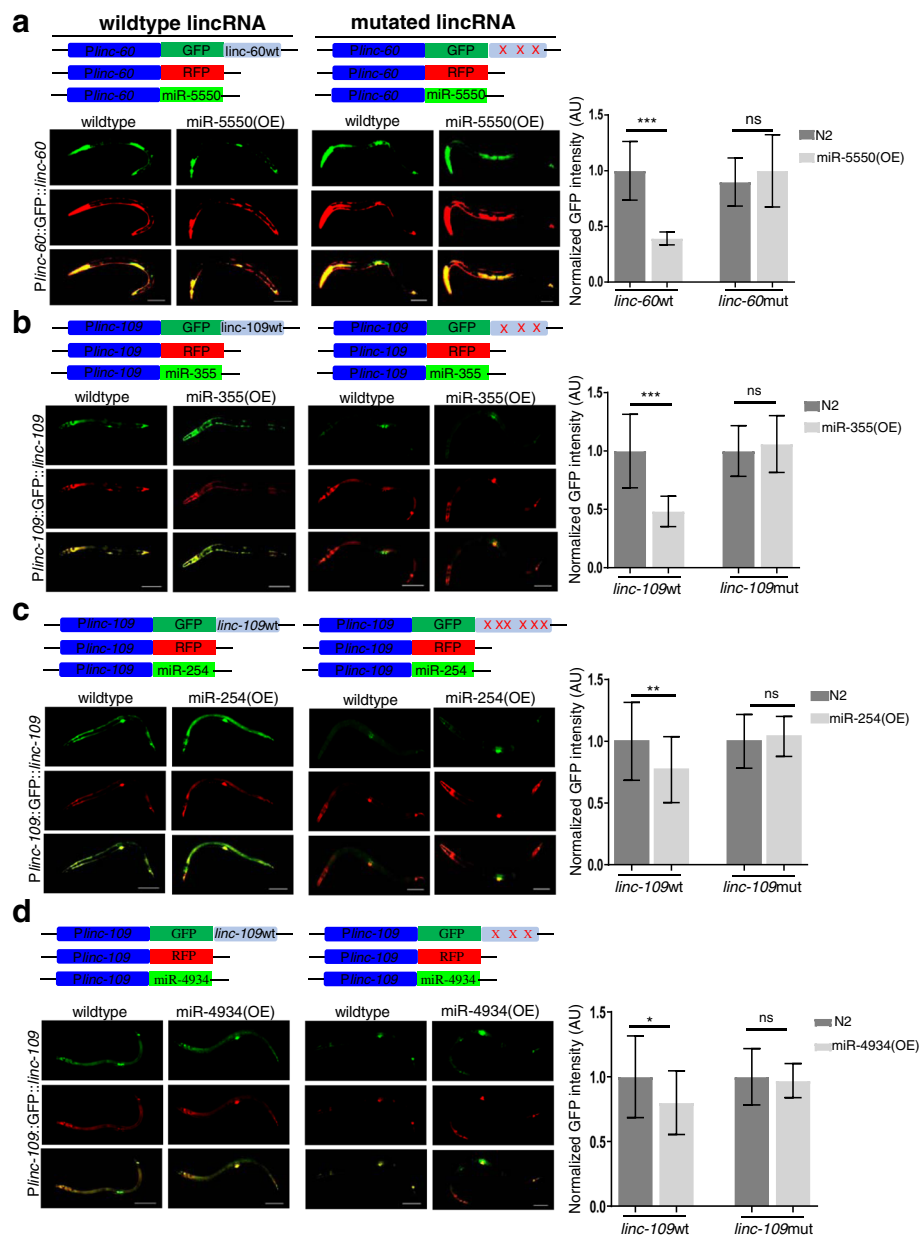 a
wildtype lincRNA
mutated lincRNA
Plinc-60 GFP linc-60wt
Plinc-60 RFP
Plinc-60 miR-5550
Plinc-60 GFP X X X
Plinc-60 RFP
Plinc-60 miR-5550
wildtype
miR-5550(OE)
wildtype
miR-5550(OE)
Plinc-60::GFP::linc-60
Normalized GFP intensity (AU)
1.5
1.0
0.5
0.0
***
ns
N2
miR-5550(OE)
linc-60wt
linc-60mut
b
Plinc-109 GFP linc-109wt
Plinc-109 RFP
Plinc-109 miR-355
Plinc-109 GFP X X X
Plinc-109 RFP
Plinc-109 miR-355
wildtype
miR-355(OE)
wildtype
miR-355(OE)
Plinc-109::GFP::linc-109
Normalized GFP intensity (AU)
1.5
1.0
0.5
0.0
***
ns
N2
miR-355(OE)
linc-109wt
linc-109mut
c
Plinc-109 GFP linc-109wt
Plinc-109 RFP
Plinc-109 miR-254
Plinc-109 GFP X XX X XX
Plinc-109 RFP
Plinc-109 miR-254
wildtype
miR-254(OE)
wildtype
miR-254(OE)
Plinc-109::GFP::linc-109
Normalized GFP intensity (AU)
1.5
1.0
0.5
0.0
**
ns
N2
miR-254(OE)
linc-109wt
linc-109mut
d
Plinc-109 GFP linc-109wt
Plinc-109 RFP
Plinc-109 miR-4934
Plinc-109 GFP X X X
Plinc-109 RFP
Plinc-109 miR-4934
wildtype
miR-4934(OE)
wildtype
miR-4934(OE)
Plinc-109::GFP::linc-109
Normalized GFP intensity (AU)
1.5
1.0
0.5
0.0
*
ns
N2
miR-4934(OE)
linc-109wt
linc-109mut